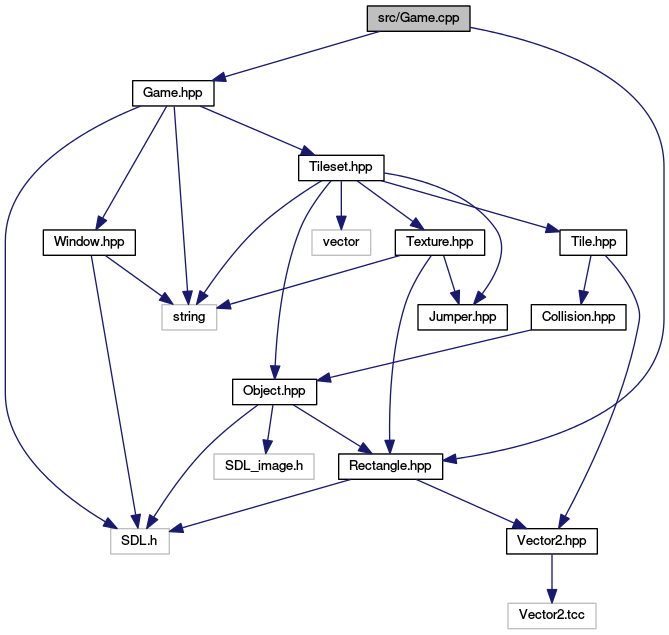 src/Game.cpp
Game.hpp
Tileset.hpp
Window.hpp
vector
Texture.hpp
Tile.hpp
string
Jumper.hpp
Collision.hpp
Object.hpp
SDL_image.h
Rectangle.hpp
SDL.h
Vector2.hpp
Vector2.tcc